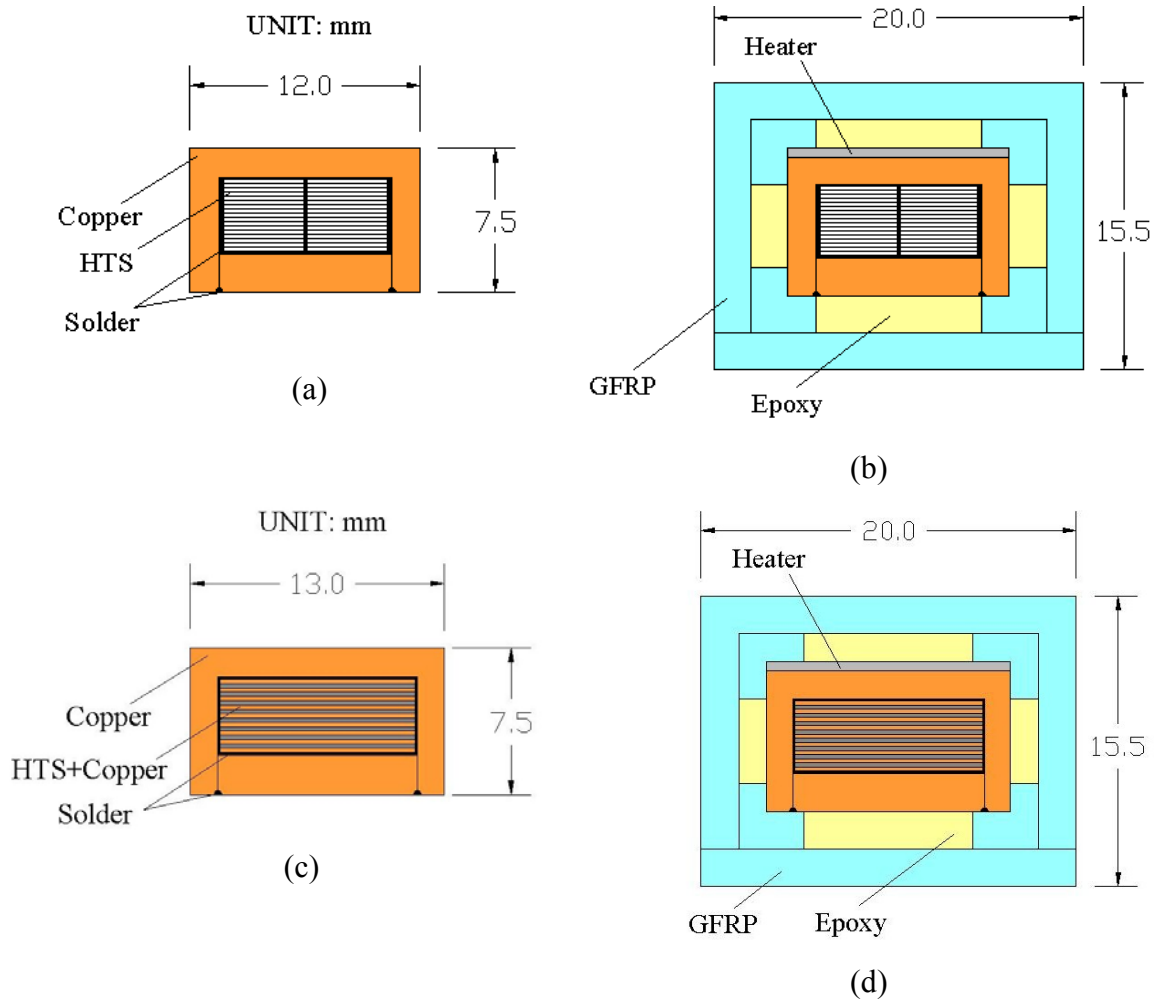 UNIT: mm
12.0
Copper
HTS
Solder
7.5
(a)
20.0
Heater
15.5
GFRP
Epoxy
(b)
UNIT: mm
13.0
Copper
HTS+Copper
Solder
7.5
(c)
20.0
Heater
15.5
GFRP
Epoxy
(d)